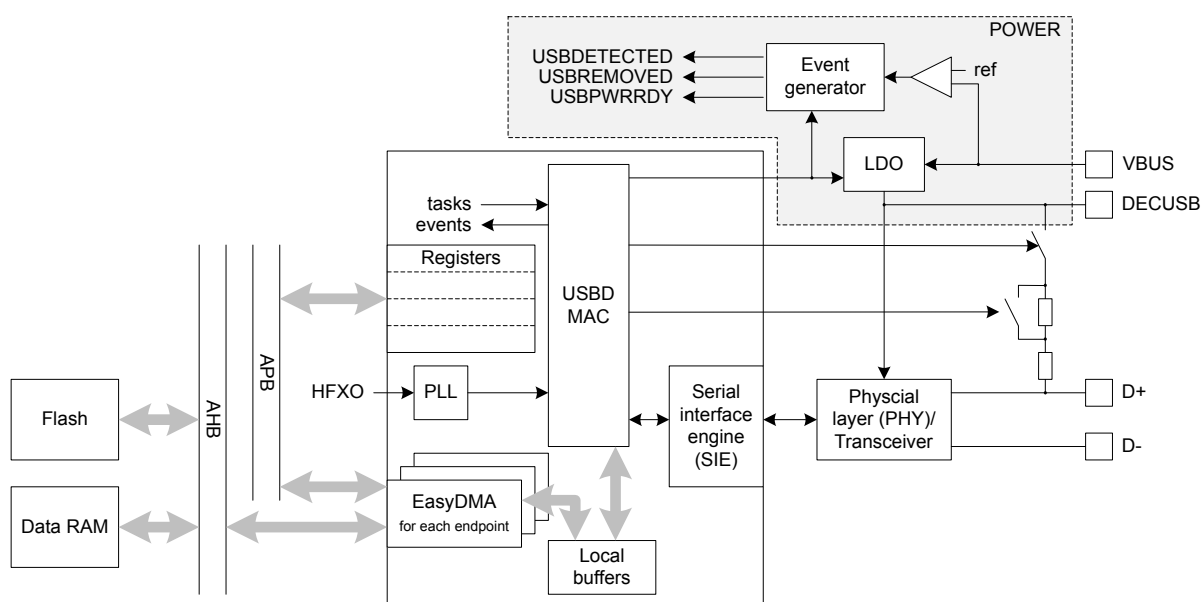 POWER
USBDETECTED
USBREMOVED
USBPWRRDY
Event
generator
ref
LDO
VBUS
DECUSB
tasks
events
Registers
USBD
MAC
APB
AHB
HFXO
PLL
Flash
Data RAM
Serial
interface
engine
(SIE)
Physcial
layer (PHY)/
Transceiver
D+
D-
EasyDMA
for each endpoint
Local
buffers